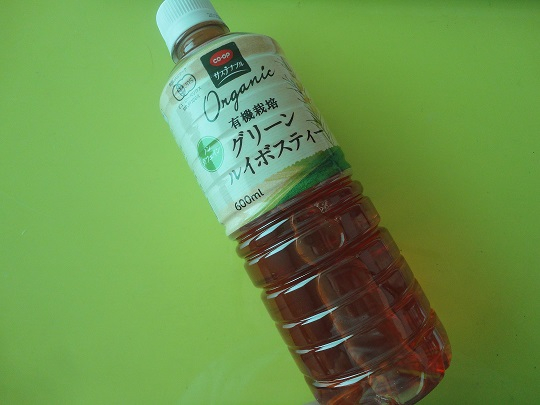 CO·OP
サステナブル
Organic
有機栽培
グリーン
ルイボスティー
600ml